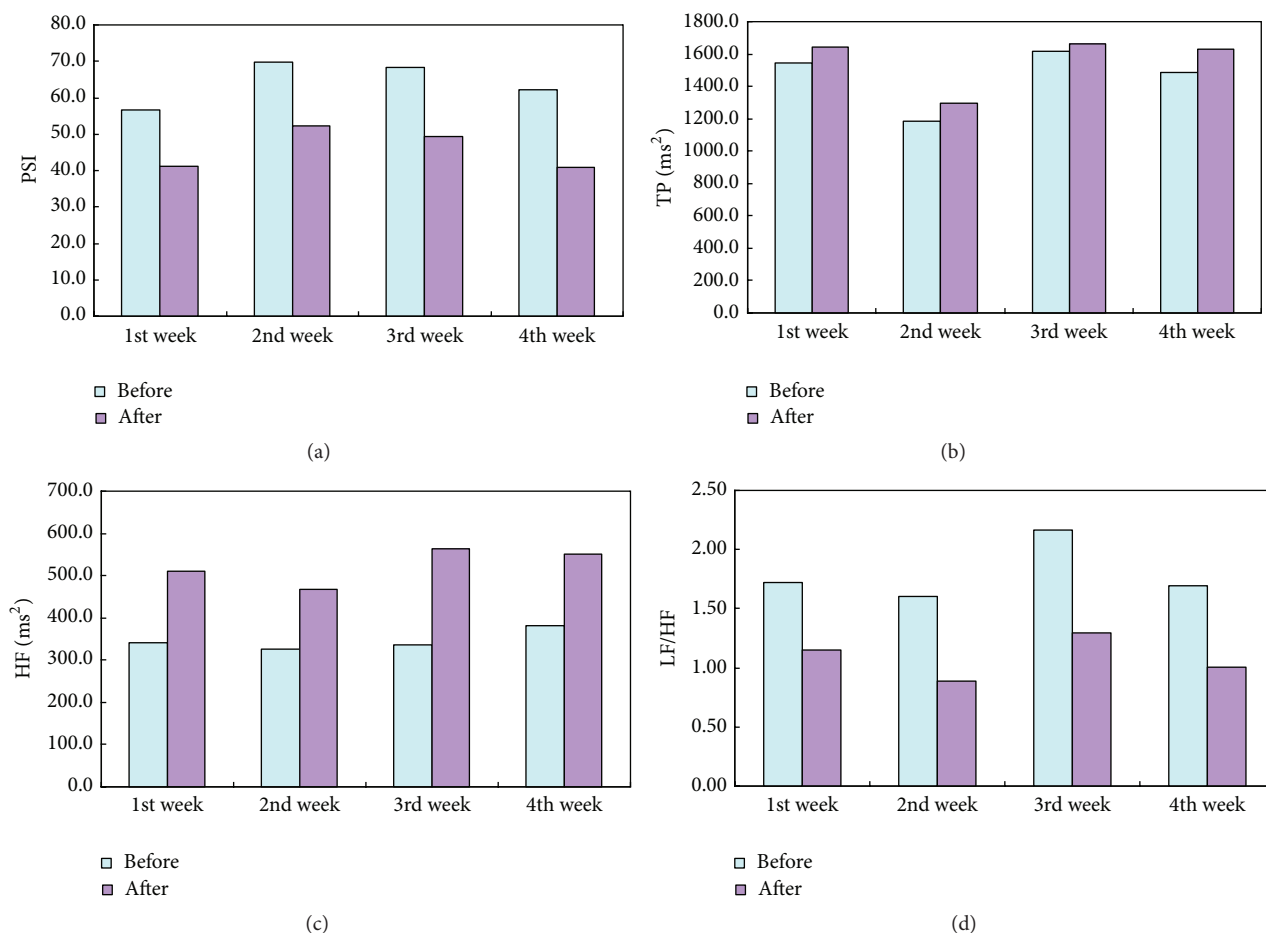 80.0
70.0
60.0
50.0
40.0
30.0
20.0
10.0
0.0
PSI
1st week 2nd week 3rd week 4th week
Before
After
(a)
1800.0
1600.0
1400.0
1200.0
1000.0
800.0
600.0
400.0
200.0
0.0
TP (ms²)
1st week 2nd week 3rd week 4th week
Before
After
(b)
700.0
600.0
500.0
400.0
300.0
200.0
100.0
0.0
HF (ms²)
1st week 2nd week 3rd week 4th week
Before
After
(c)
2.50
2.00
1.50
1.00
0.50
0.00
LF/HF
1st week 2nd week 3rd week 4th week
Before
After
(d)